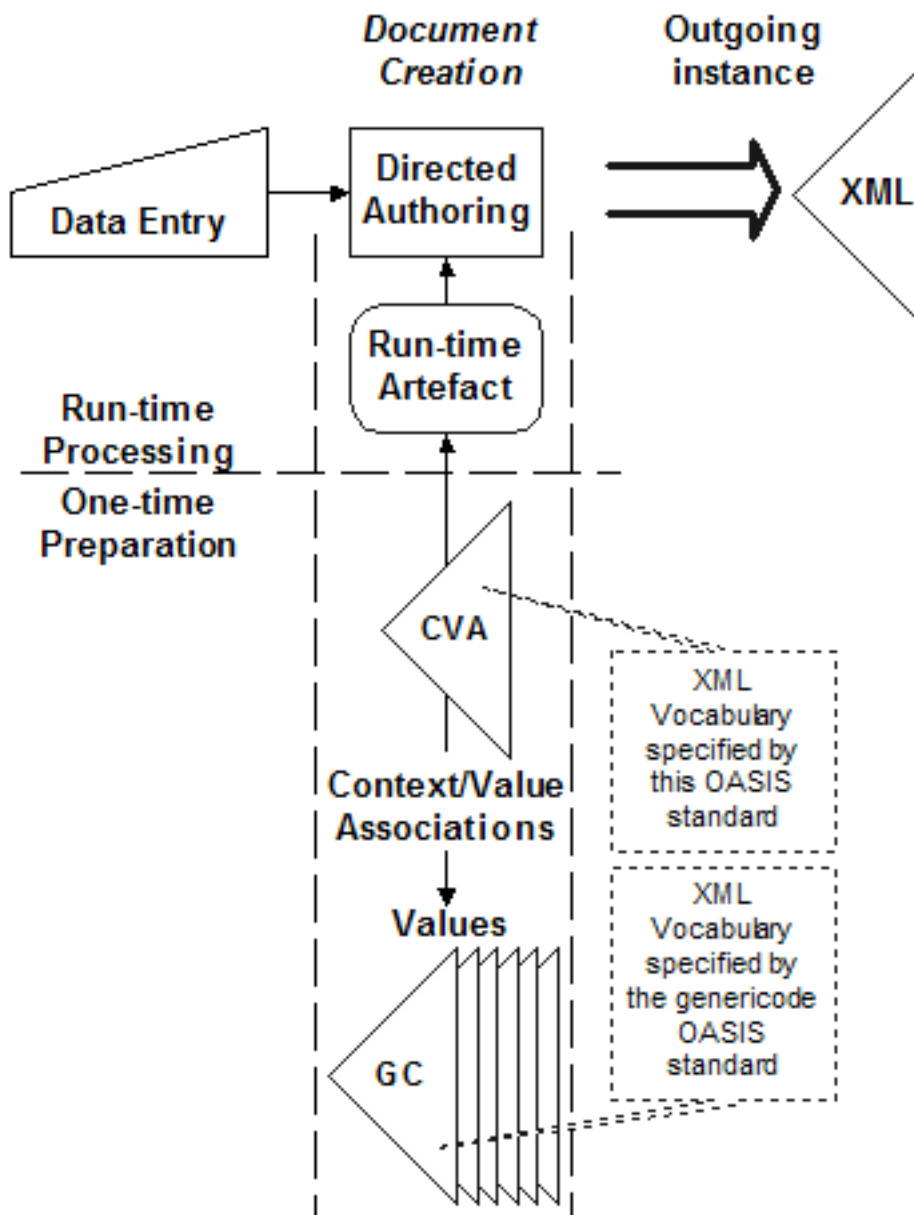 Document
Creation
Outgoing
instance
Data Entry
Directed
Authoring
XML
Run-time
Artefact
Run-time
Processing
One-time
Preparation
CVA
XML
Vocabulary
specified by
this OASIS
standard
Context/Value
Associations
Values
XML
Vocabulary
specified by
the genericode
OASIS
standard
GC